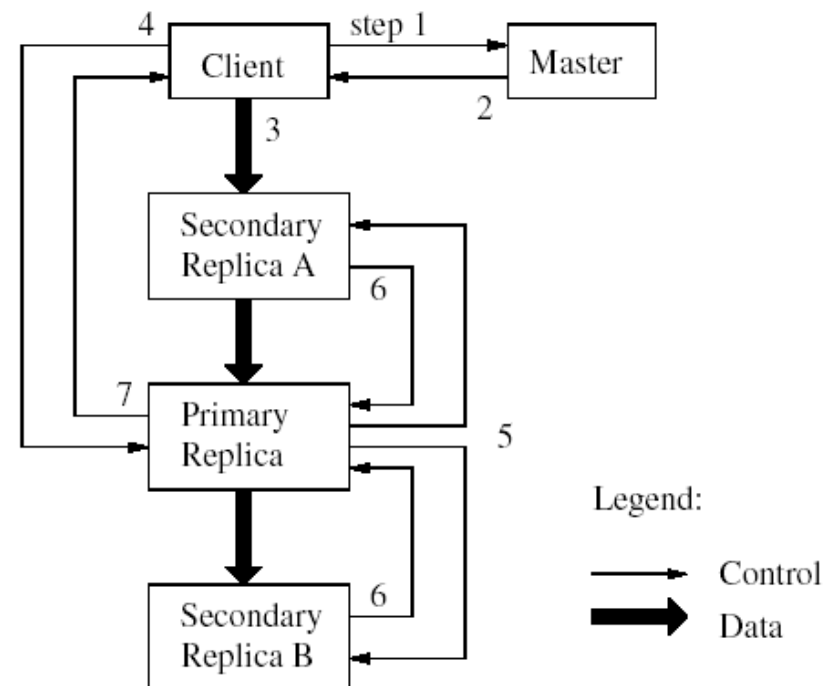 4
step 1
Client
Master
2
3
Secondary
Replica A
6
7
Primary
Replica
5
Legend:
Control
6
Secondary
Data
Replica B